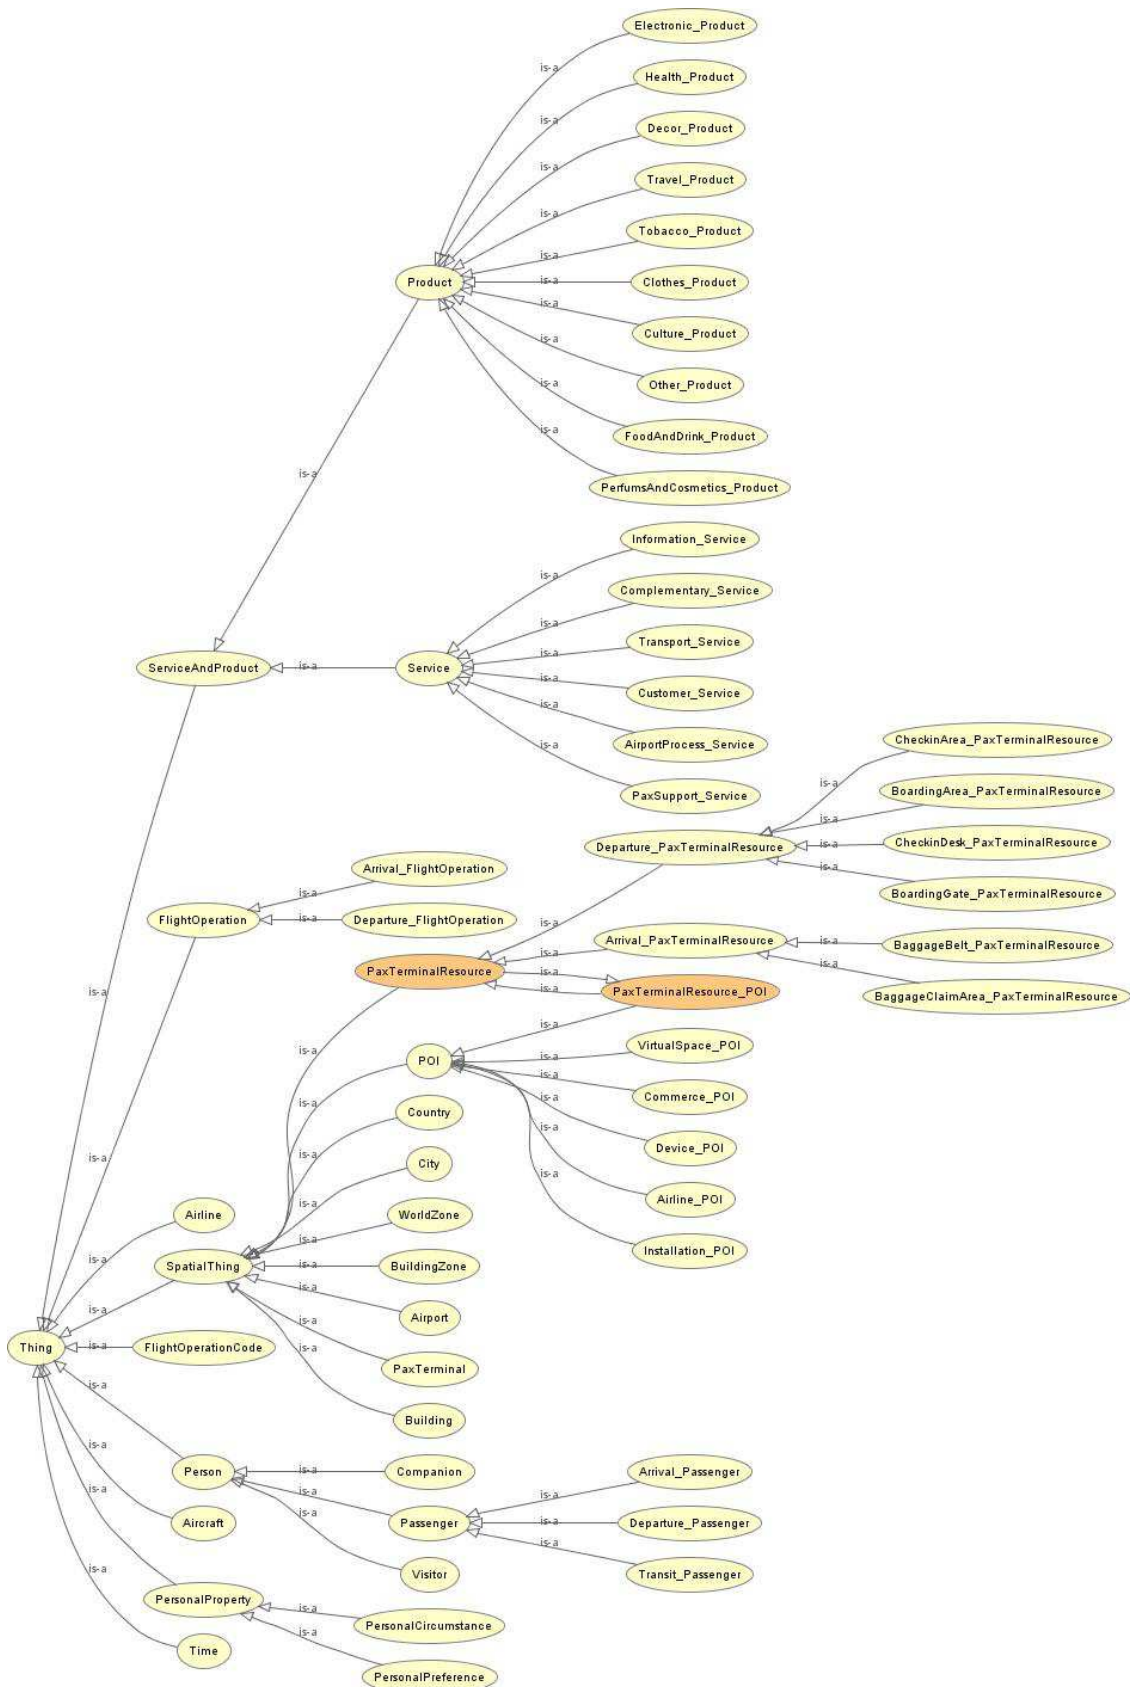 Electronic_Product
is-a
Health_Product
is-a
Decor_Product
is-a
Travel_Product
is-a
Tobacco_Product
is-a
Product
Clothes_Product
is-a
Culture_Product
is-a
Other_Product
is-a
FoodAndDrink_Product
is-a
PerfumsAndCosmetics_Product
is-a
is-a
Information_Service
is-a
Complementary_Service
is-a
Transport_Service
is-a
ServiceAndProduct
is-a
Service
Customer_Service
is-a
AirportProcess_Service
is-a
PaxSupport_Service
is-a
CheckinArea_PaxTerminalResource
is-a
BoardingArea_PaxTerminalResource
is-a
Departure_PaxTerminalResource
CheckinDesk_PaxTerminalResource
is-a
BoardingGate_PaxTerminalResource
is-a
Arrival_FlightOperation
is-a
FlightOperation
Departure_FlightOperation
is-a
is-a
Arrival_PaxTerminalResource
BaggageBelt_PaxTerminalResource
is-a
is-a
PaxTerminalResource
is-a
is-a
PaxTerminalResource_POI
BaggageClaimArea_PaxTerminalResource
is-a
is-a
is-a
is-a
POI
VirtualSpace_POI
is-a
Commerce_POI
is-a
Device_POI
is-a
Airline_POI
is-a
Installation_POI
is-a
is-a
Country
is-a
City
is-a
WorldZone
is-a
is-a
Airline
is-a
SpatialThing
BuildingZone
is-a
Airport
is-a
is-a
Thing
FlightOperationCode
is-a
PaxTerminal
is-a
Building
is-a
is-a
Person
Companion
is-a
Arrival_Passenger
is-a
Passenger
is-a
Departure_Passenger
is-a
Transit_Passenger
is-a
Visitor
is-a
Aircraft
is-a
PersonalProperty
is-a
PersonalCircumstance
is-a
PersonalPreference
is-a
Time
is-a